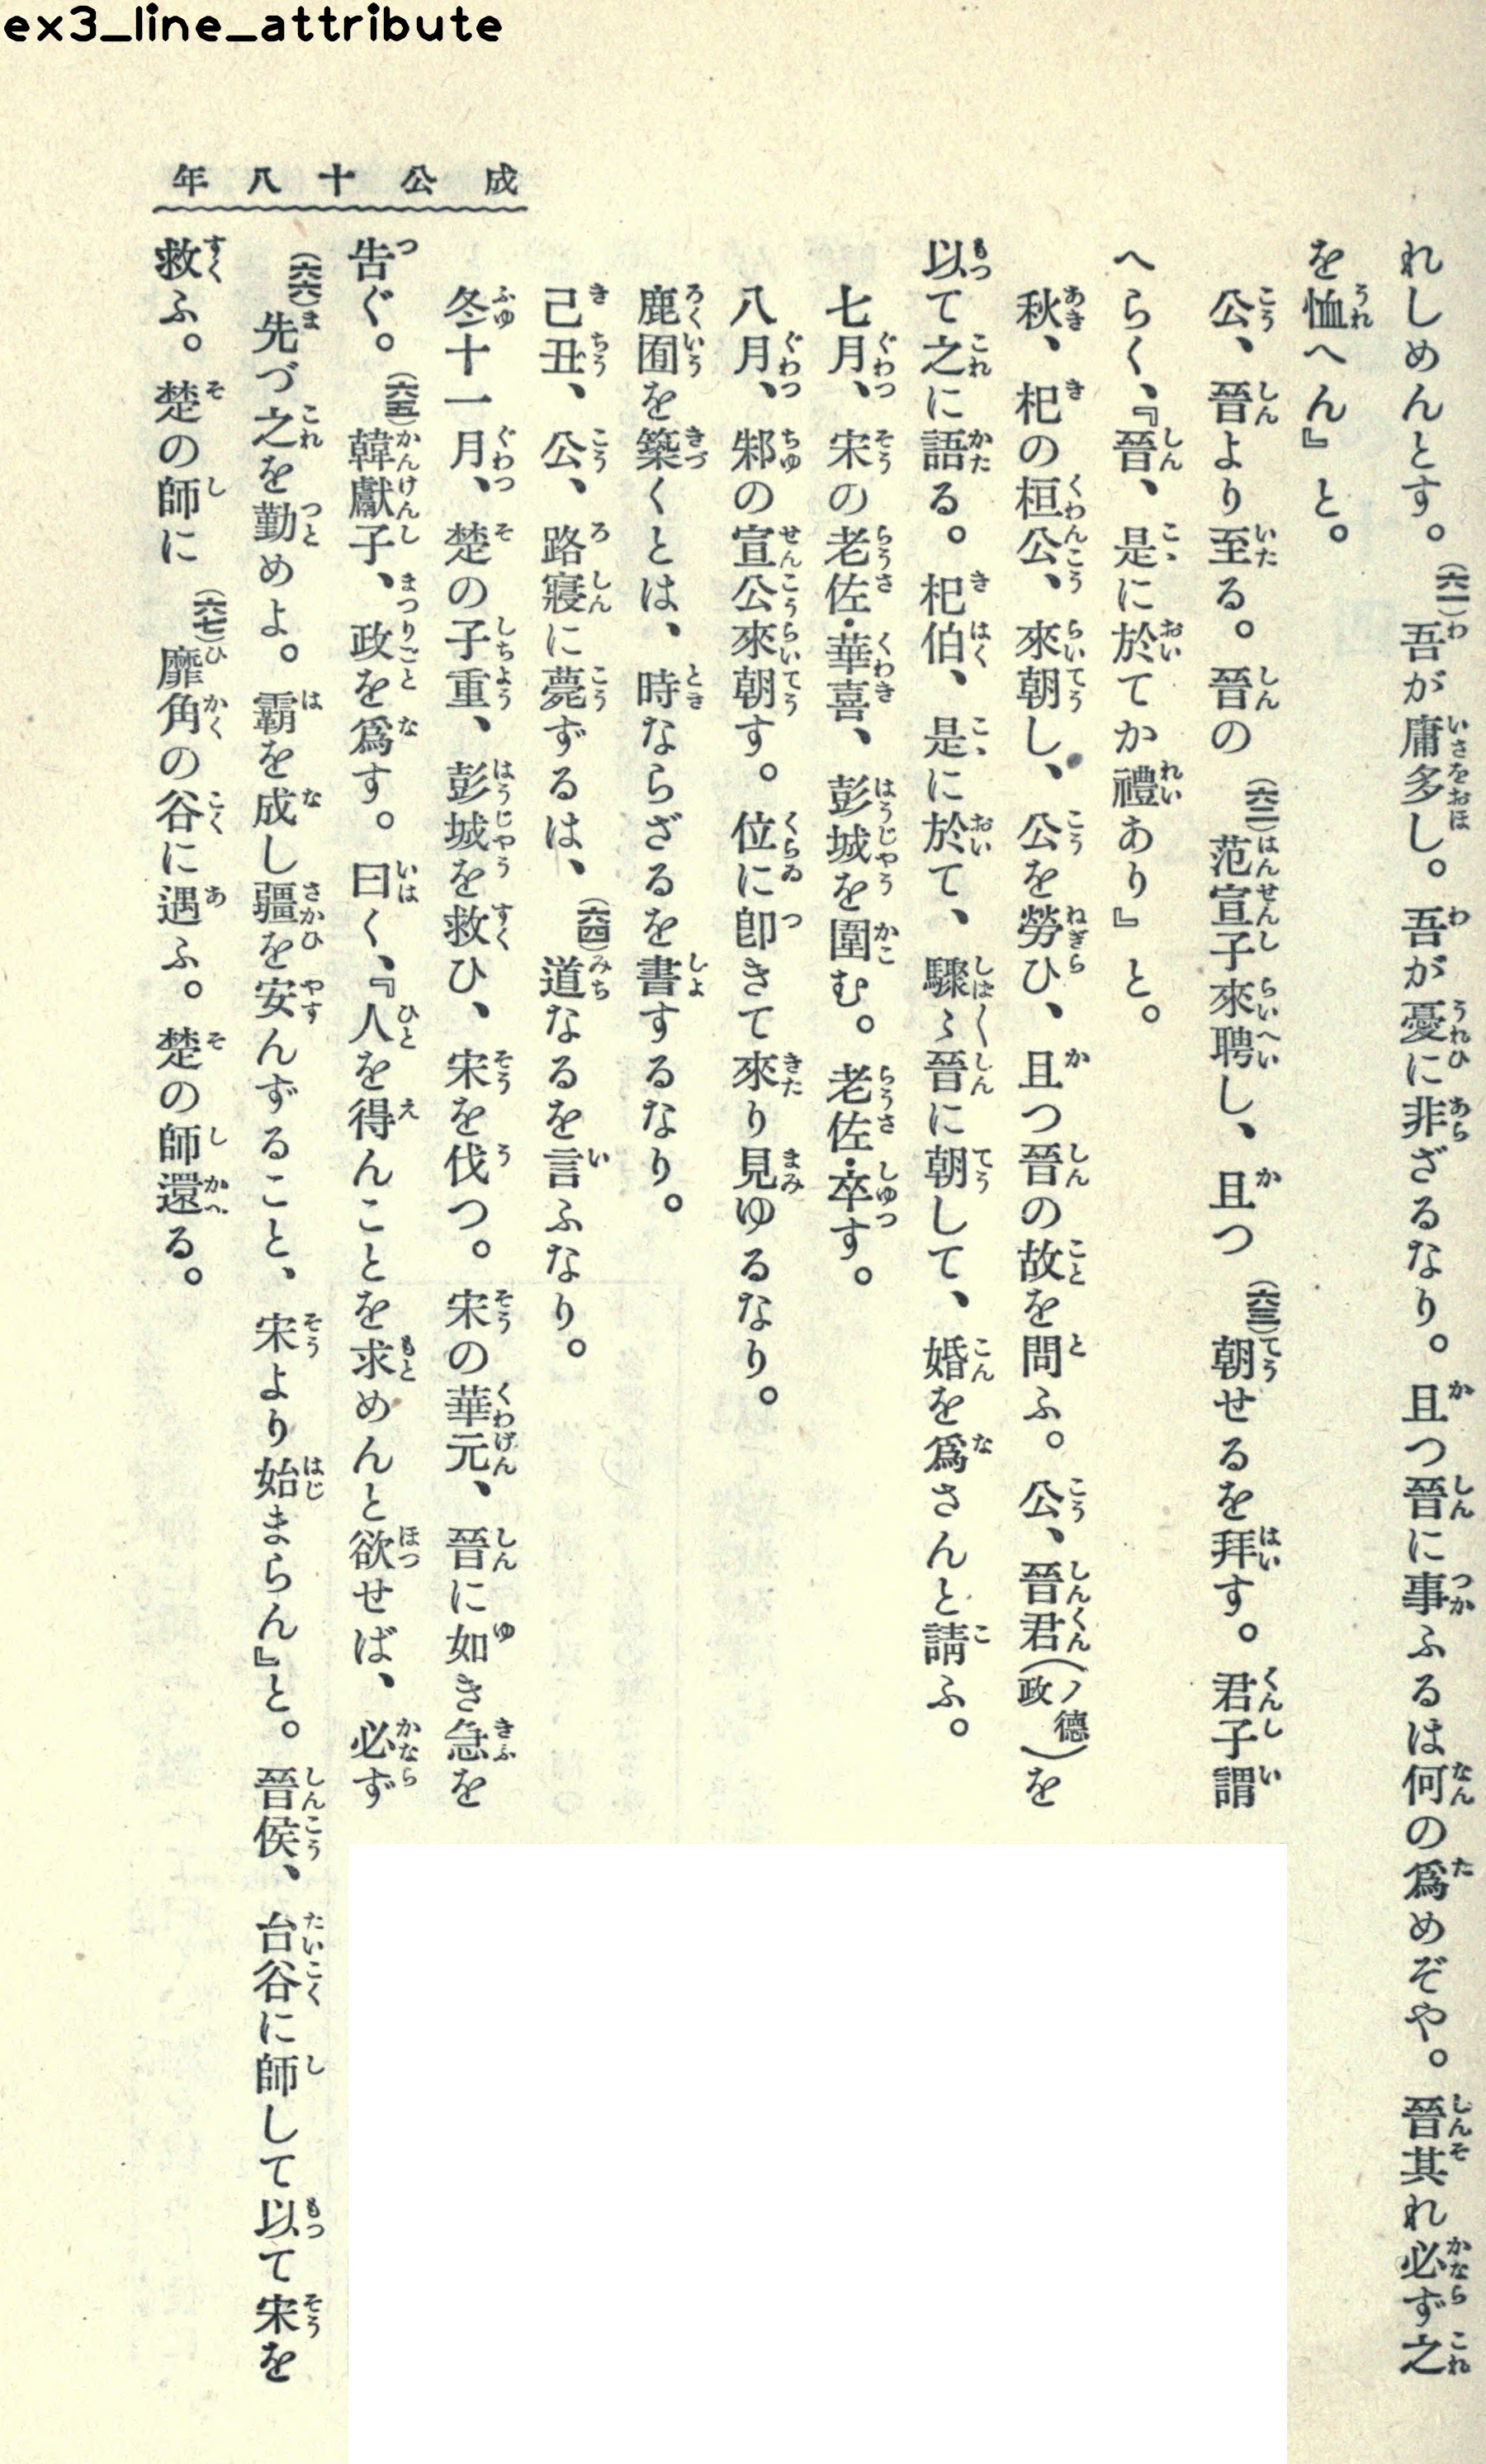 ex3_line_attribute
成公十八年
れしめんとす。(六一)吾が庸多し。吾が憂に非ざるなり。且つ晉に事ふるは何の爲めぞや。晉其れ必ず之
を恤へん』と。
公、晉より至る。晉の(六二)范宣子來聘し、且つ(六三)朝せるを拜す。君子謂
へらく、『晉、是に於てか禮あり』と。
秋、杞の桓公、來朝し、公を勞ひ、且つ晉の故を問ふ。公、晉君(ノ德政)を
以て之に語る。杞伯、是に於て、驟〻晉に朝して、婚を爲さんと請ふ。
七月、宋の老佐・華喜、彭城を圍む。老佐・卒す。
八月、邾の宣公來朝す。位に卽きて來り見ゆるなり。
鹿囿を築くとは、時ならざるを書するなり。
己丑、公、路寢に薨ずるは、(六四)道なるを言ふなり。
冬十一月、楚の子重、彭城を救ひ、宋を伐つ。宋の華元、晉に如き急を
告ぐ。(六五)韓獻子、政を爲す。曰く、『人を得んことを求めんと欲せば、必ず
(六六)先づ之を勤めよ。霸を成し疆を安んずること、宋より始まらん』と。晉侯、台谷に師して以て宋を
救ふ。楚の師に(六七)靡角の谷に遇ふ。楚の師還る。